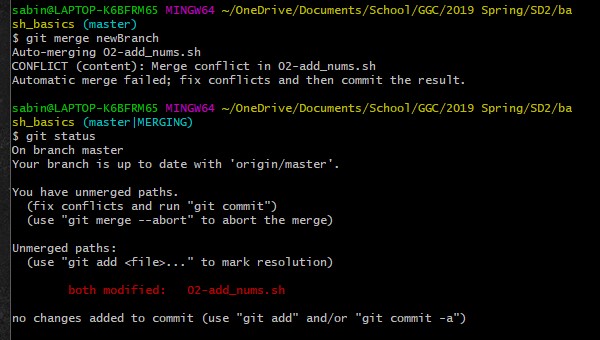 sabin@LAPTOP-K6BFRM65 MINGW64 ~/OneDrive/Documents/School/GGC/2019 Spring/SD2/ba
sh_basics (master)
$ git merge newBranch
Auto-merging 02-add_nums.sh
CONFLICT (content): Merge conflict in 02-add_nums.sh
Automatic merge failed; fix conflicts and then commit the result.
sabin@LAPTOP-K6BFRM65 MINGW64 ~/OneDrive/Documents/School/GGC/2019 Spring/SD2/ba
sh_basics (master|MERGING)
$ git status
On branch master
Your branch is up to date with 'origin/master'.
You have unmerged paths.
(fix conflicts and run "git commit")
(use "git merge --abort" to abort the merge)
Unmerged paths:
(use "git add <file>..." to mark resolution)
both modified:   02-add_nums.sh
no changes added to commit (use "git add" and/or "git commit -a")